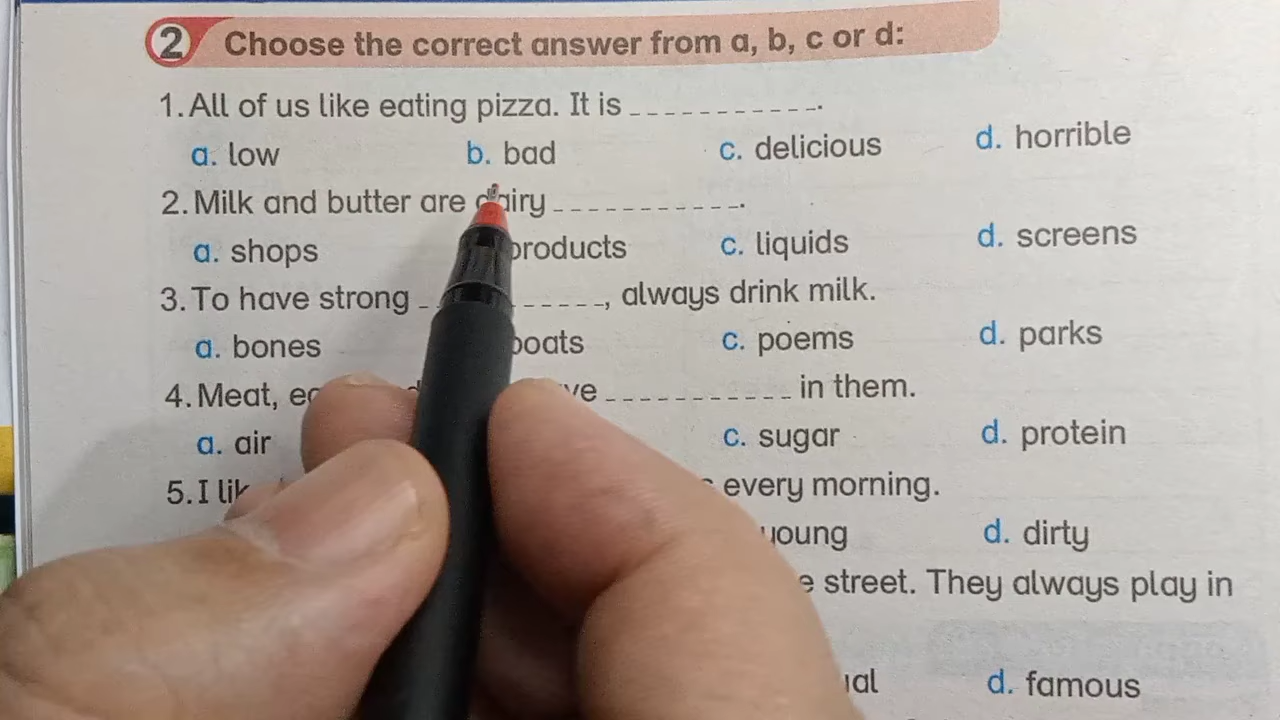 2 Choose the correct answer from a, b, c or d:
1. All of us like eating pizza. It is ___________.
a. low b. bad c. delicious d. horrible
2. Milk and butter are dairy ___________.
a. shops products c. liquids d. screens
3. To have strong ___________, always drink milk.
a. bones boats c. poems d. parks
4. Meat, ___________ in them.
a. air c. sugar d. protein
5. I every morning.
young d. dirty
street. They always play in
d. famous